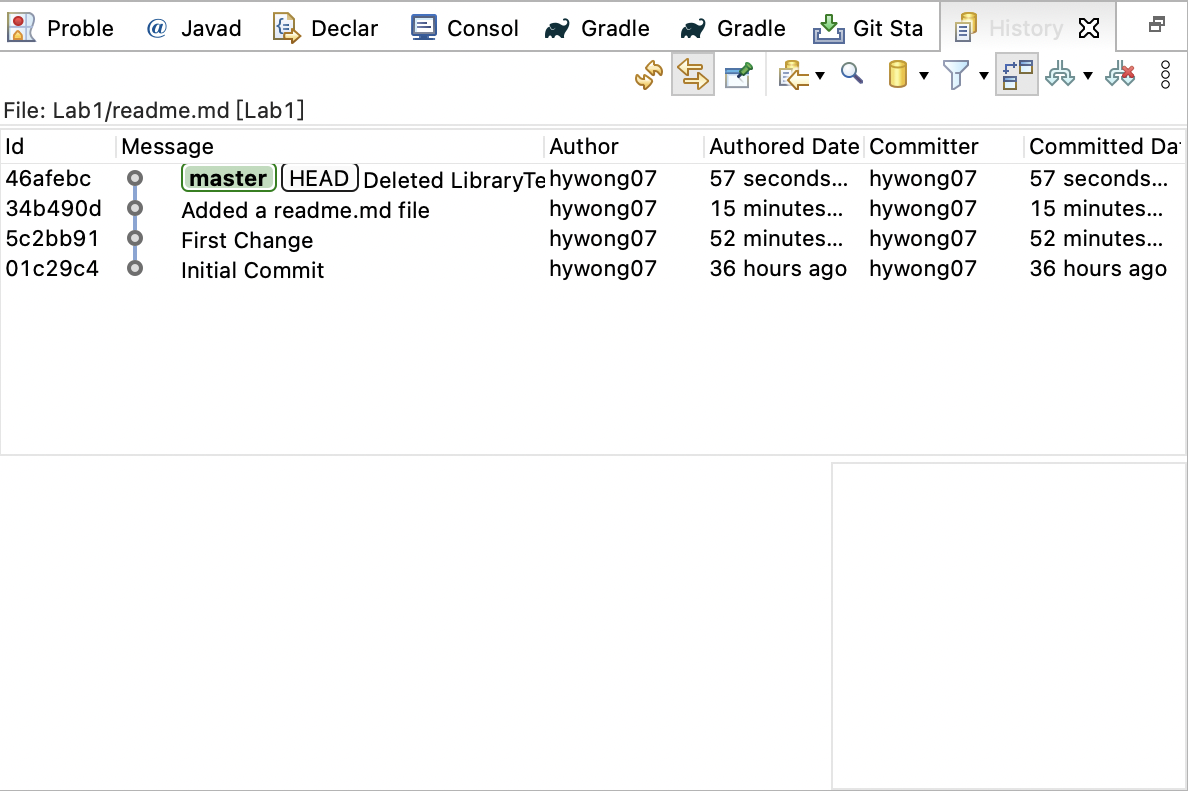 Proble @ Javad Declar Consol Gradle Gradle Git Sta History
File: Lab1/readme.md [Lab1]
Id Message Author Authored Date Committer Committed Da
46afebc master HEAD Deleted LibraryTe hywong07 57 seconds... hywong07 57 seconds...
34b490d Added a readme.md file hywong07 15 minutes... hywong07 15 minutes...
5c2bb91 First Change hywong07 52 minutes... hywong07 52 minutes...
01c29c4 Initial Commit hywong07 36 hours ago hywong07 36 hours ago